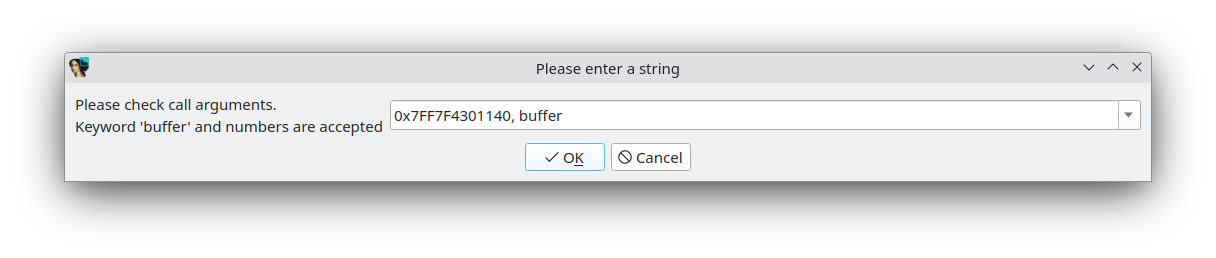 Please enter a string
Please check call arguments.
Keyword 'buffer' and numbers are accepted
0x7FF7F4301140, buffer
OK
Cancel